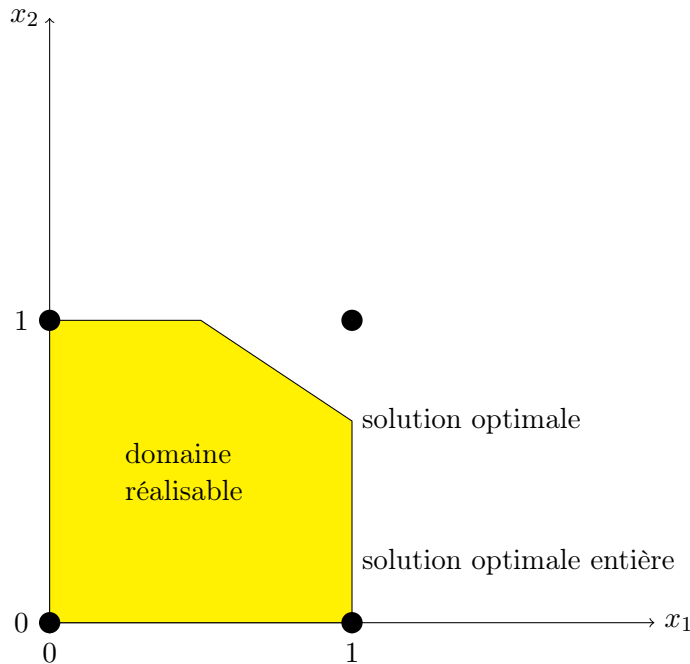 x₂
1
solution optimale
domaine
réalisable
solution optimale entière
0
x₁
0
1